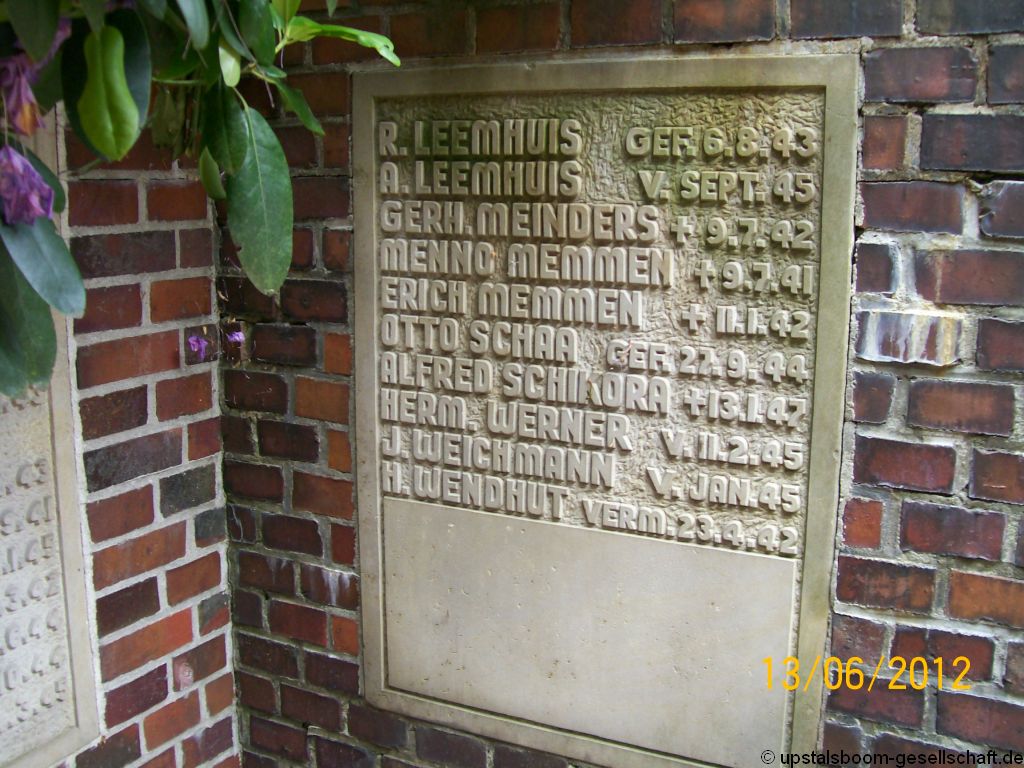 R. LEEMHUIS GEF. 6.8.43
A. LEEMHUIS V. SEPT. 45
GERH. MEINDERS † 9.7.42
MENNO MEMMEN † 9.7.41
ERICH MEMMEN † 11.1.42
OTTO SCHAA GEF. 27.9.44
ALFRED SCHIKORA † 13.1.47
HERM. WERNER V. 11.2.45
J. WEICHMANN V. JAN. 45
H. WENDHUT VERM. 23.4.42
13/06/2012
© upstalsboom-gesellschaft.de